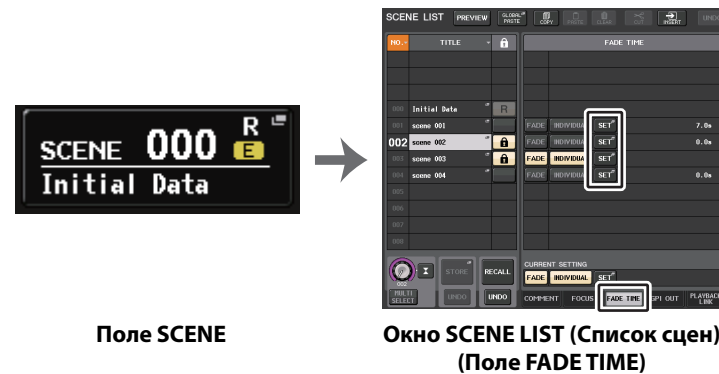 SCENE LIST PREVIEW GLOBAL PASTE COPY PASTE CLEAR CUT INSERT UNDO
NO. TITLE FADE TIME
000 Initial Data R
001 scene 001 FADE INDIVIDUAL SET 7.0s
002 scene 002 SET 0.0s
003 scene 003 FADE INDIVIDUAL SET
004 scene 004 FADE INDIVIDUAL SET 0.0s
005
006
007
008
CURRENT SETTING
002 STORE RECALL FADE INDIVIDUAL SET
MULTI SELECT UNDO UNDO COMMENT FOCUS FADE TIME GPI OUT PLAYBACK LINK
SCENE 000 R E
Initial Data
Поле SCENE
Окно SCENE LIST (Список сцен)
(Поле FADE TIME)